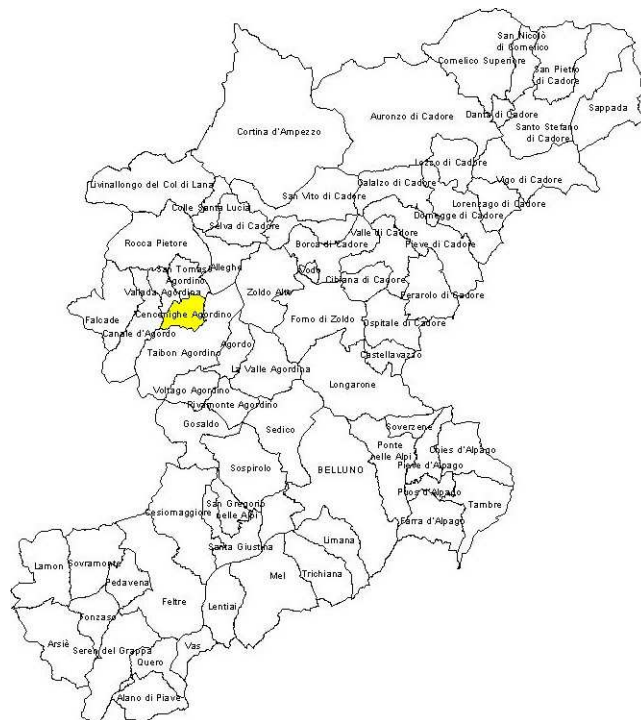 San Nicolò
di Comelico
Comelico Superiore
San Pietro
di Cadore
Sappada
Danta di Cadore
Santo Stefano
di Cadore
Auronzo di Cadore
Cortina d'Ampezzo
Lozzo di Cadore
Vigo di Cadore
Calalzo di Cadore
Livinallongo del Col di Lana
San Vito di Cadore
Lorenzago di Cadore
Colle Santa Lucia
Domegge di Cadore
Selva di Cadore
Valle di Cadore
Rocca Pietore
Borca di Cadore
Pieve di Cadore
Alleghe
San Tomaso
Agordino
Vodo
Cibiana di Cadore
Vallada Agordina
Zoldo Alto
Perarolo di Cadore
Cencenighe Agordino
Falcade
Forno di Zoldo
Ospitale di Cadore
Canale d'Agordo
Agordo
Taibon Agordino
Castellavazzo
La Valle Agordina
Longarone
Voltago Agordino
Rivamonte Agordino
Gosaldo
Sedico
Soverzene
Ponte
nelle Alpi
Chies d'Alpago
Pieve d'Alpago
Sospirolo
BELLUNO
Puos d'Alpago
Tambre
San Gregorio
nelle Alpi
Cesiomaggiore
Farra d'Alpago
Limana
Santa Giustina
Lamon
Sovramonte
Mel
Trichiana
Pedavena
Feltre
Lentiai
Fonzaso
Arsiè
Seren del Grappa
Vas
Quero
Alano di Piave